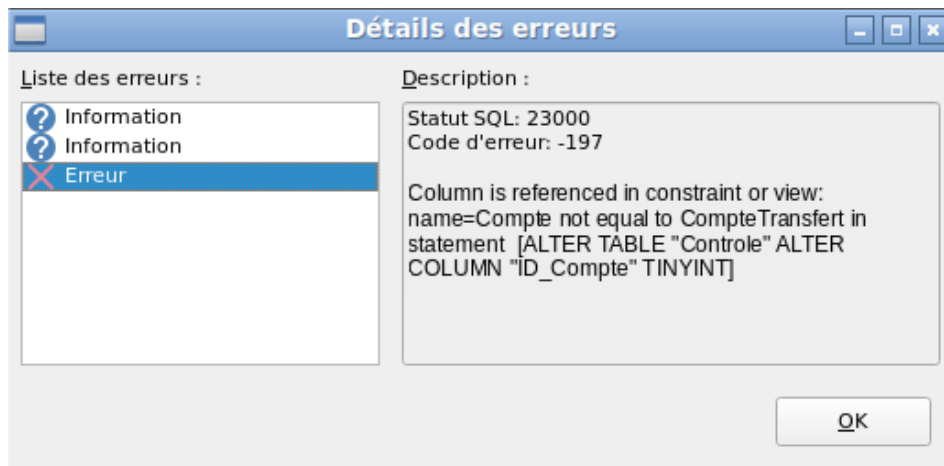 Détails des erreurs
Liste des erreurs :
Description :
Information
Information
Erreur
Statut SQL: 23000
Code d'erreur: -197
Column is referenced in constraint or view:
name=Compte not equal to CompteTransfert in
statement [ALTER TABLE "Controle" ALTER
COLUMN "ID_Compte" TINYINT]
OK